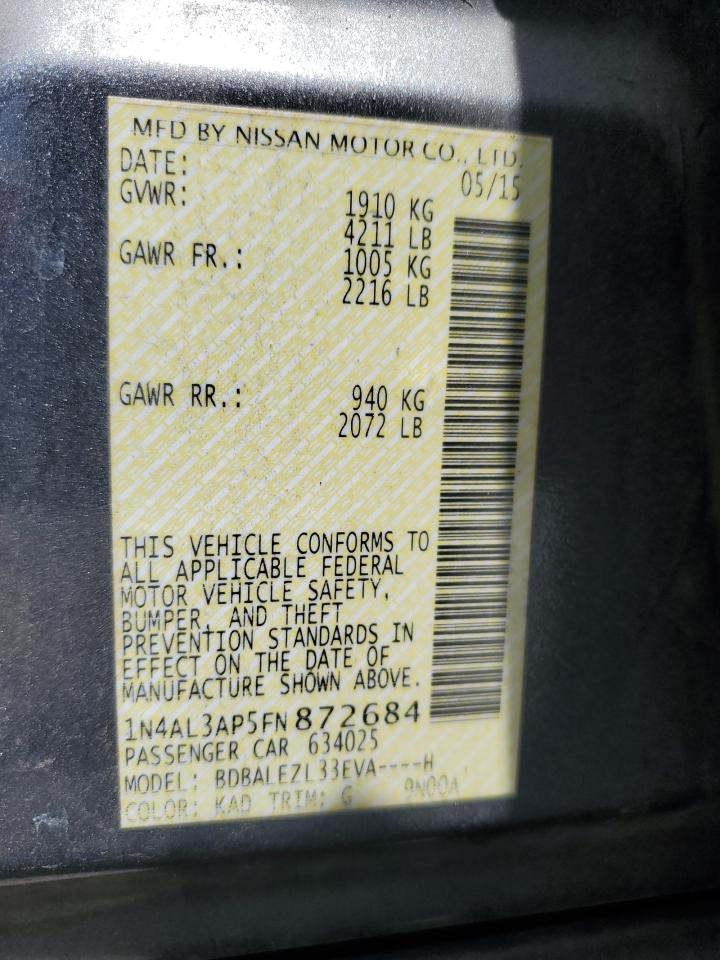 MFD BY NISSAN MOTOR CO., LTD.
DATE: 05/15
GVWR: 1910 KG
4211 LB
GAWR FR.: 1005 KG
2216 LB
GAWR RR.: 940 KG
2072 LB
THIS VEHICLE CONFORMS TO
ALL APPLICABLE FEDERAL
MOTOR VEHICLE SAFETY,
BUMPER, AND THEFT
PREVENTION STANDARDS IN
EFFECT ON THE DATE OF
MANUFACTURE SHOWN ABOVE.
1N4AL3AP5FN872684
PASSENGER CAR 634025
MODEL: BDBALEZL33EVA----H
COLOR: KAD TRIM: G 9N00A